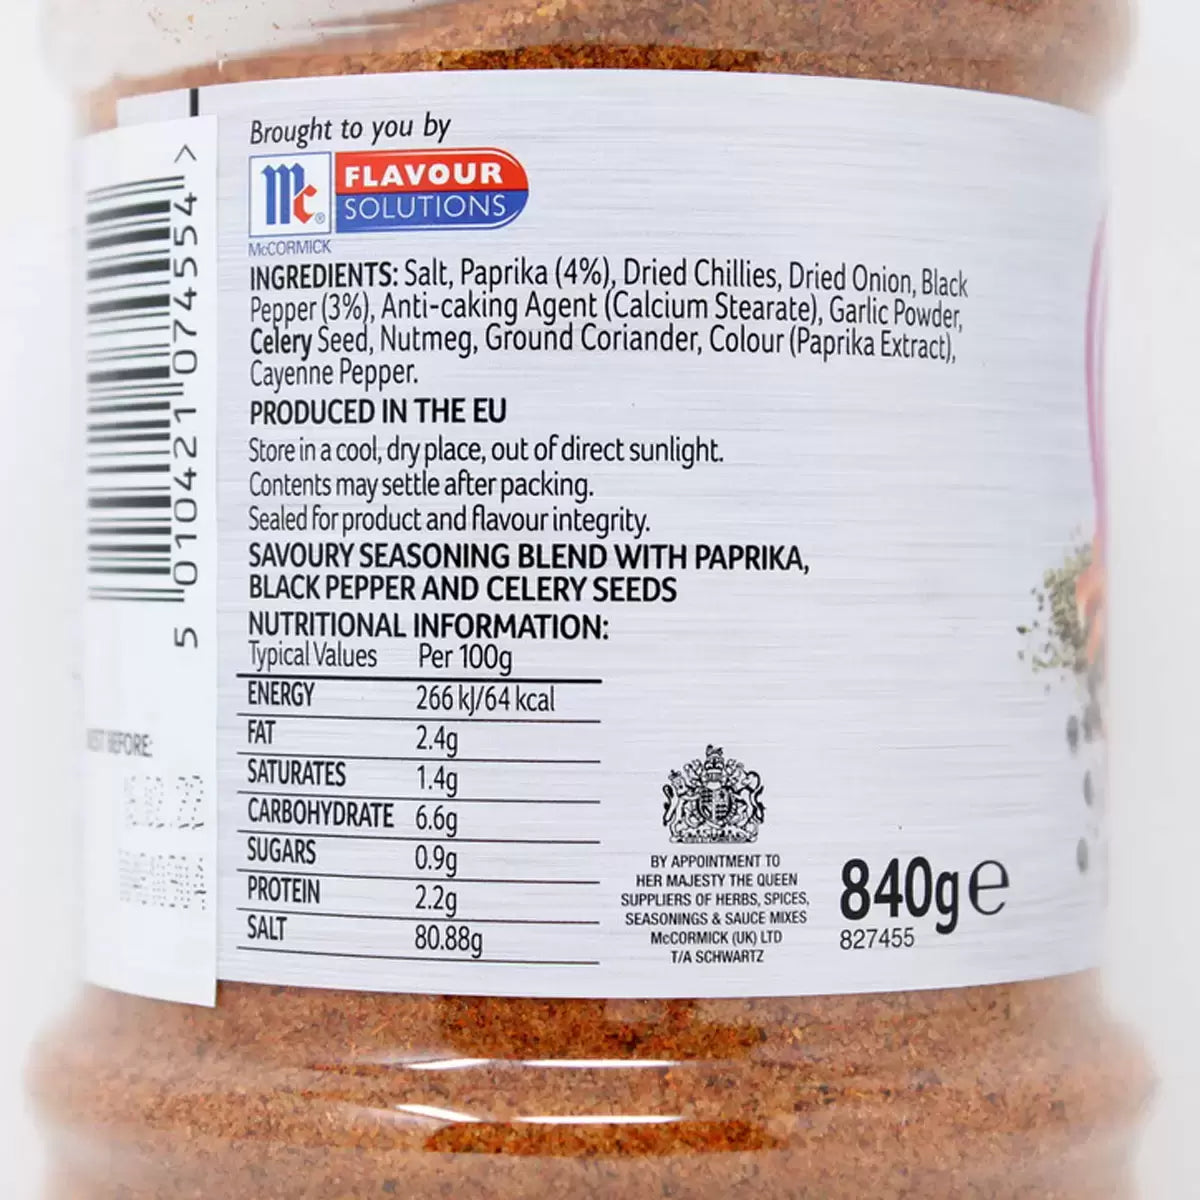 Brought to you by
Mc
FLAVOUR
SOLUTIONS
McCORMICK
INGREDIENTS: Salt, Paprika (4%), Dried Chillies, Dried Onion, Black
Pepper (3%), Anti-caking Agent (Calcium Stearate), Garlic Powder,
Celery Seed, Nutmeg, Ground Coriander, Colour (Paprika Extract),
Cayenne Pepper.
PRODUCED IN THE EU
Store in a cool, dry place, out of direct sunlight.
Contents may settle after packing.
Sealed for product and flavour integrity.
SAVOURY SEASONING BLEND WITH PAPRIKA,
BLACK PEPPER AND CELERY SEEDS
NUTRITIONAL INFORMATION:
Typical Values Per 100g
ENERGY 266 kJ/64 kcal
FAT 2.4g
SATURATES 1.4g
CARBOHYDRATE 6.6g
SUGARS 0.9g
PROTEIN 2.2g
SALT 80.88g
BY APPOINTMENT TO
HER MAJESTY THE QUEEN
SUPPLIERS OF HERBS, SPICES,
SEASONINGS & SAUCE MIXES
McCORMICK (UK) LTD
T/A SCHWARTZ
840g e
827455
5 010421 074554 >
BEFORE: